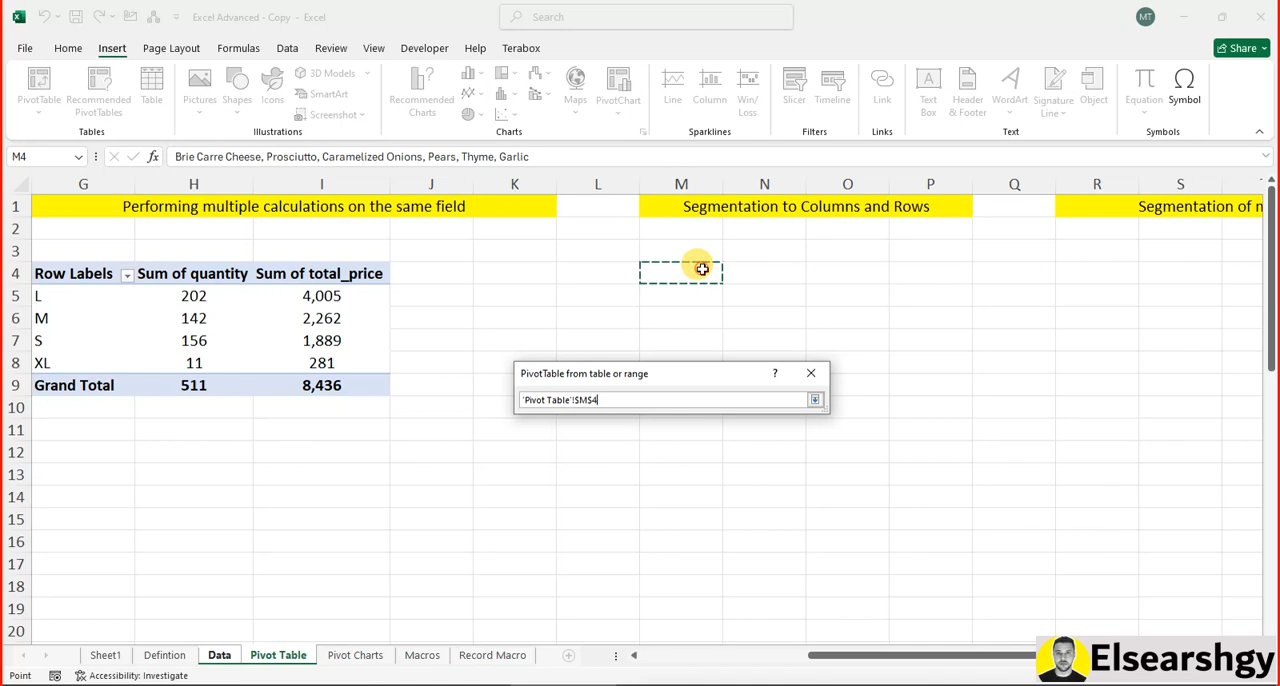 Excel Advanced - Copy - Excel
Search
MT
File Home Insert Page Layout Formulas Data Review View Developer Help Terabox
Share
PivotTable
Recommended PivotTables
Table
Tables
Pictures
Shapes
Icons
3D Models
SmartArt
Screenshot
Illustrations
Recommended Charts
Maps
PivotChart
Charts
Line
Column
Win/Loss
Sparklines
Slicer
Timeline
Filters
Link
Links
Text Box
Header & Footer
WordArt
Signature Line
Object
Text
Equation
Symbol
Symbols
M4
fx
Brie Carre Cheese, Prosciutto, Caramelized Onions, Pears, Thyme, Garlic
G H I J K L M N O P Q R S
1 Performing multiple calculations on the same field Segmentation to Columns and Rows Segmentation of m
2
3
4 Row Labels Sum of quantity Sum of total_price
5 L 202 4,005
6 M 142 2,262
7 S 156 1,889
8 XL 11 281
9 Grand Total 511 8,436
10
11
12
13
14
15
16
17
18
19
20
PivotTable from table or range ?
'Pivot Table'!$M$4
Sheet1 Defintion Data Pivot Table Pivot Charts Macros Record Macro
Point
Accessibility: Investigate
Elsearshgy